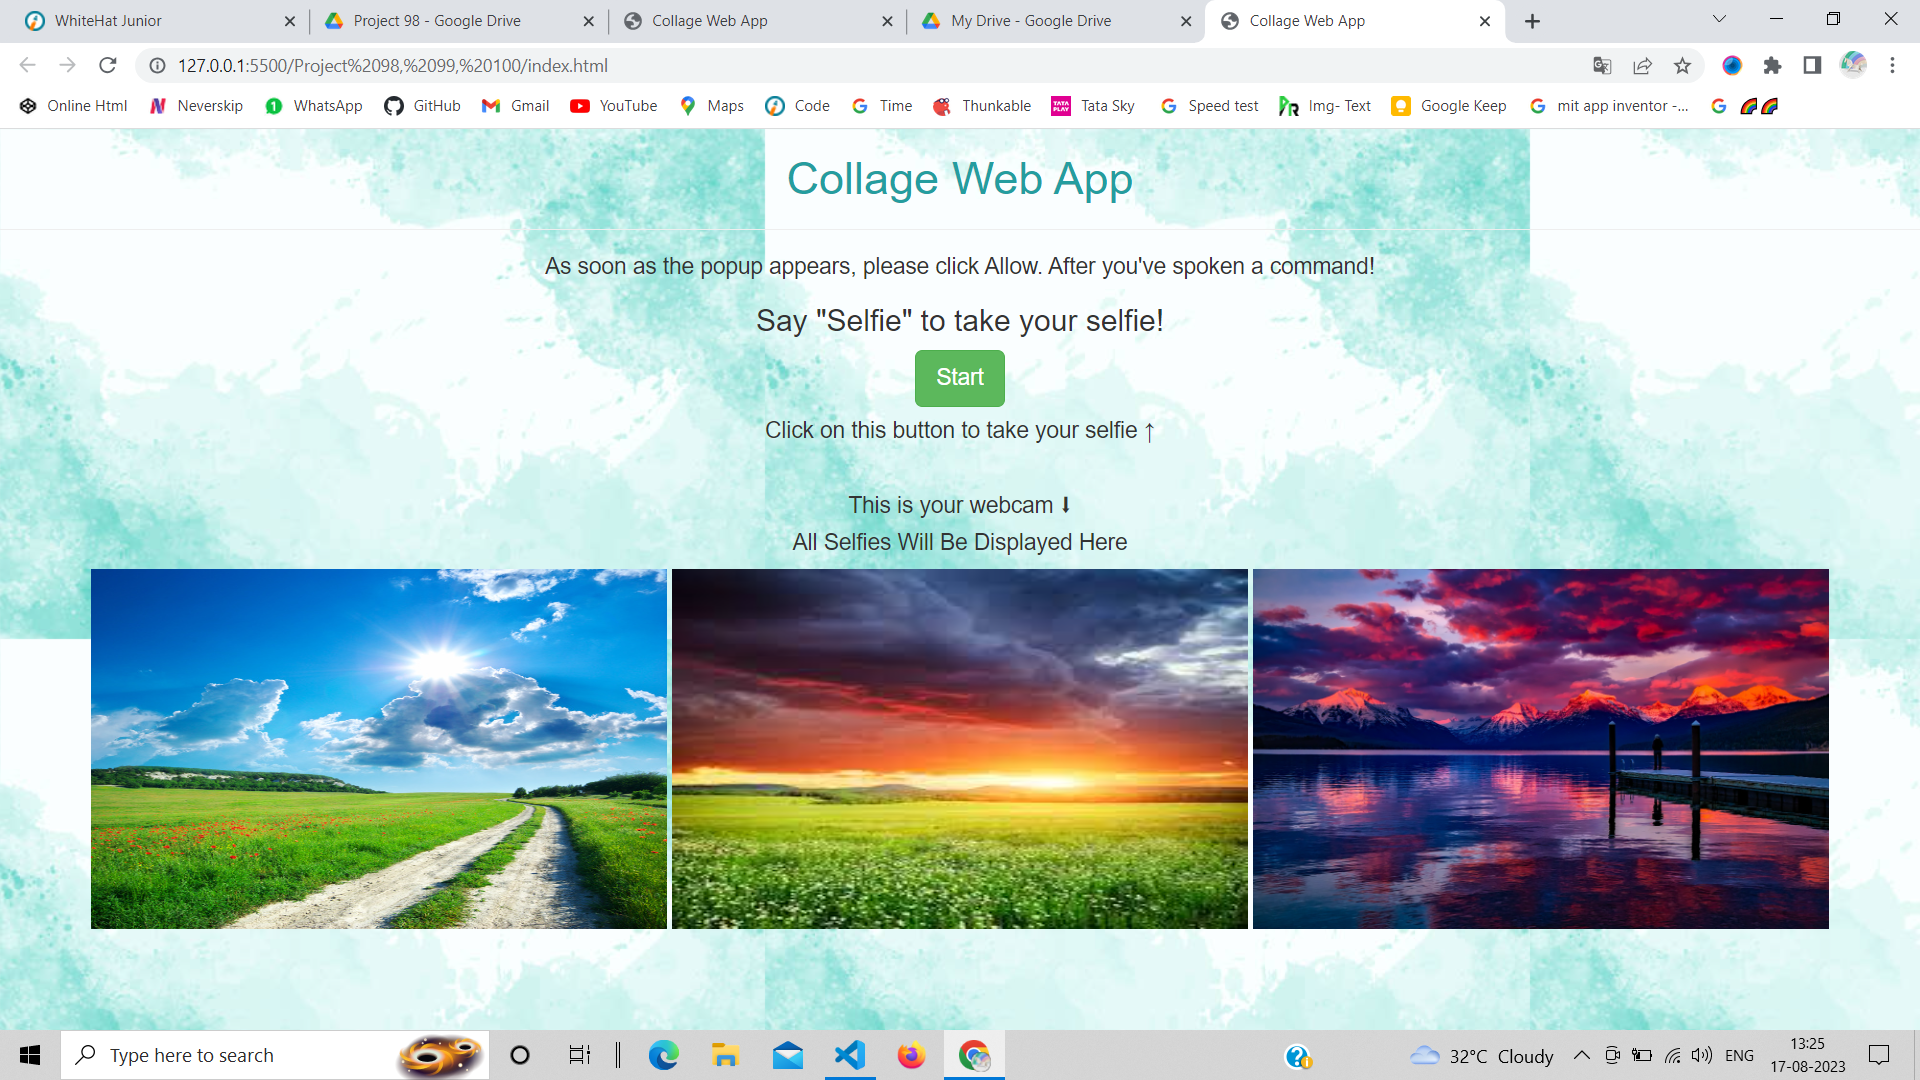 WhiteHat Junior
Project 98 - Google Drive
Collage Web App
My Drive - Google Drive
Collage Web App
127.0.0.1:5500/Project%2098,%2099,%20100/index.html
Online Html
Neverskip
1
WhatsApp
GitHub
Gmail
YouTube
Maps
Code
Time
Thunkable
TATA PLAY
Tata Sky
Speed test
Img- Text
Google Keep
mit app inventor -...
Collage Web App
As soon as the popup appears, please click Allow. After you've spoken a command!
Say "Selfie" to take your selfie!
Start
Click on this button to take your selfie ↑
This is your webcam ⬇
All Selfies Will Be Displayed Here
Type here to search
32°C Cloudy
ENG
13:25
17-08-2023